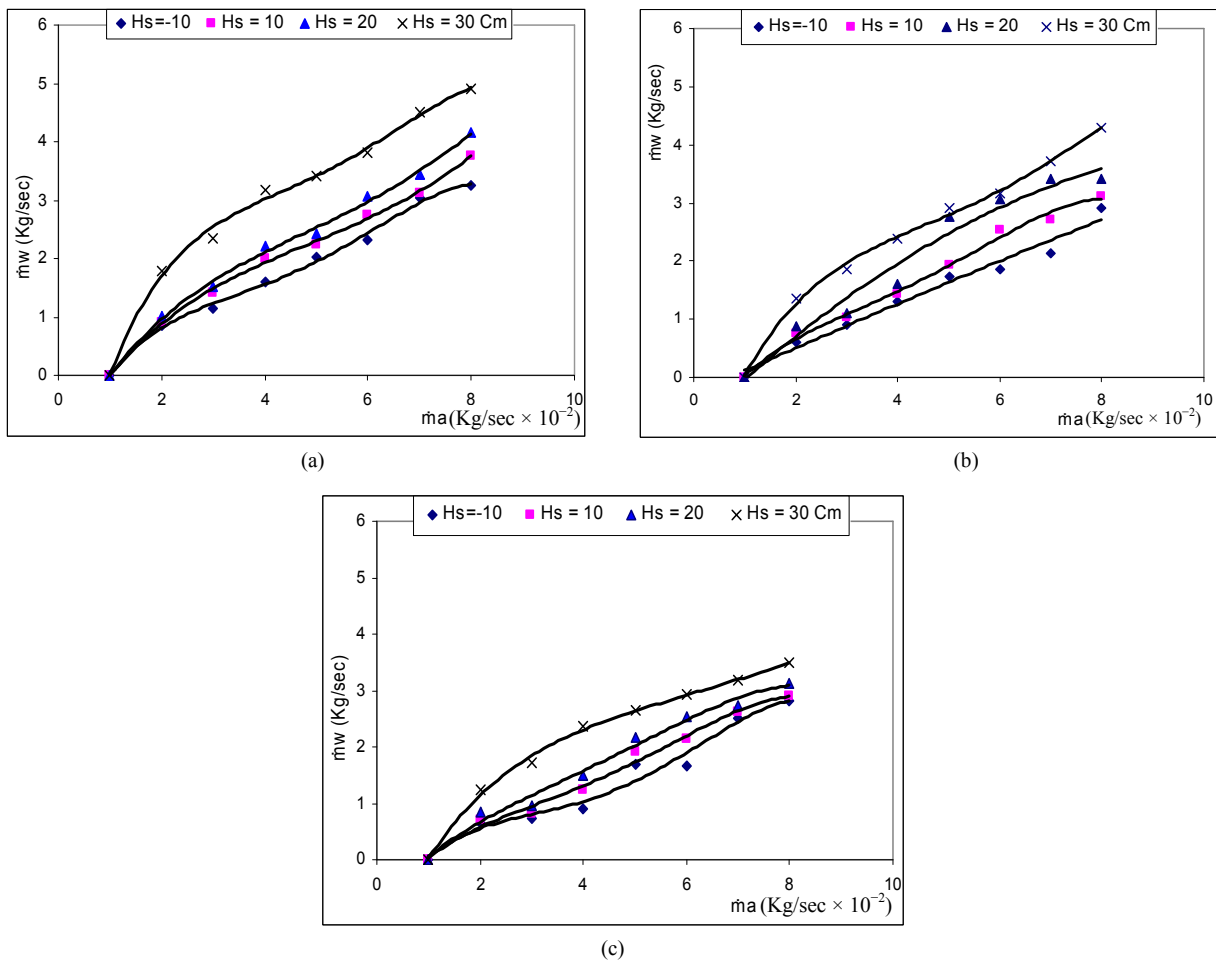 Hs=-10 Hs = 10 Hs = 20 Hs = 30 Cm
6
5
4
3
2
1
0
ṁw (Kg/sec)
0 2 4 6 8 10
ṁa (Kg/sec × 10⁻²)
(a)
Hs=-10 Hs = 10 Hs = 20 Hs = 30 Cm
6
5
4
3
2
1
0
ṁw (Kg/sec)
0 2 4 6 8 10
ṁa (Kg/sec × 10⁻²)
(b)
Hs=-10 Hs = 10 Hs = 20 Hs = 30 Cm
6
5
4
3
2
1
0
ṁw (Kg/sec)
0 2 4 6 8 10
ṁa (Kg/sec × 10⁻²)
(c)